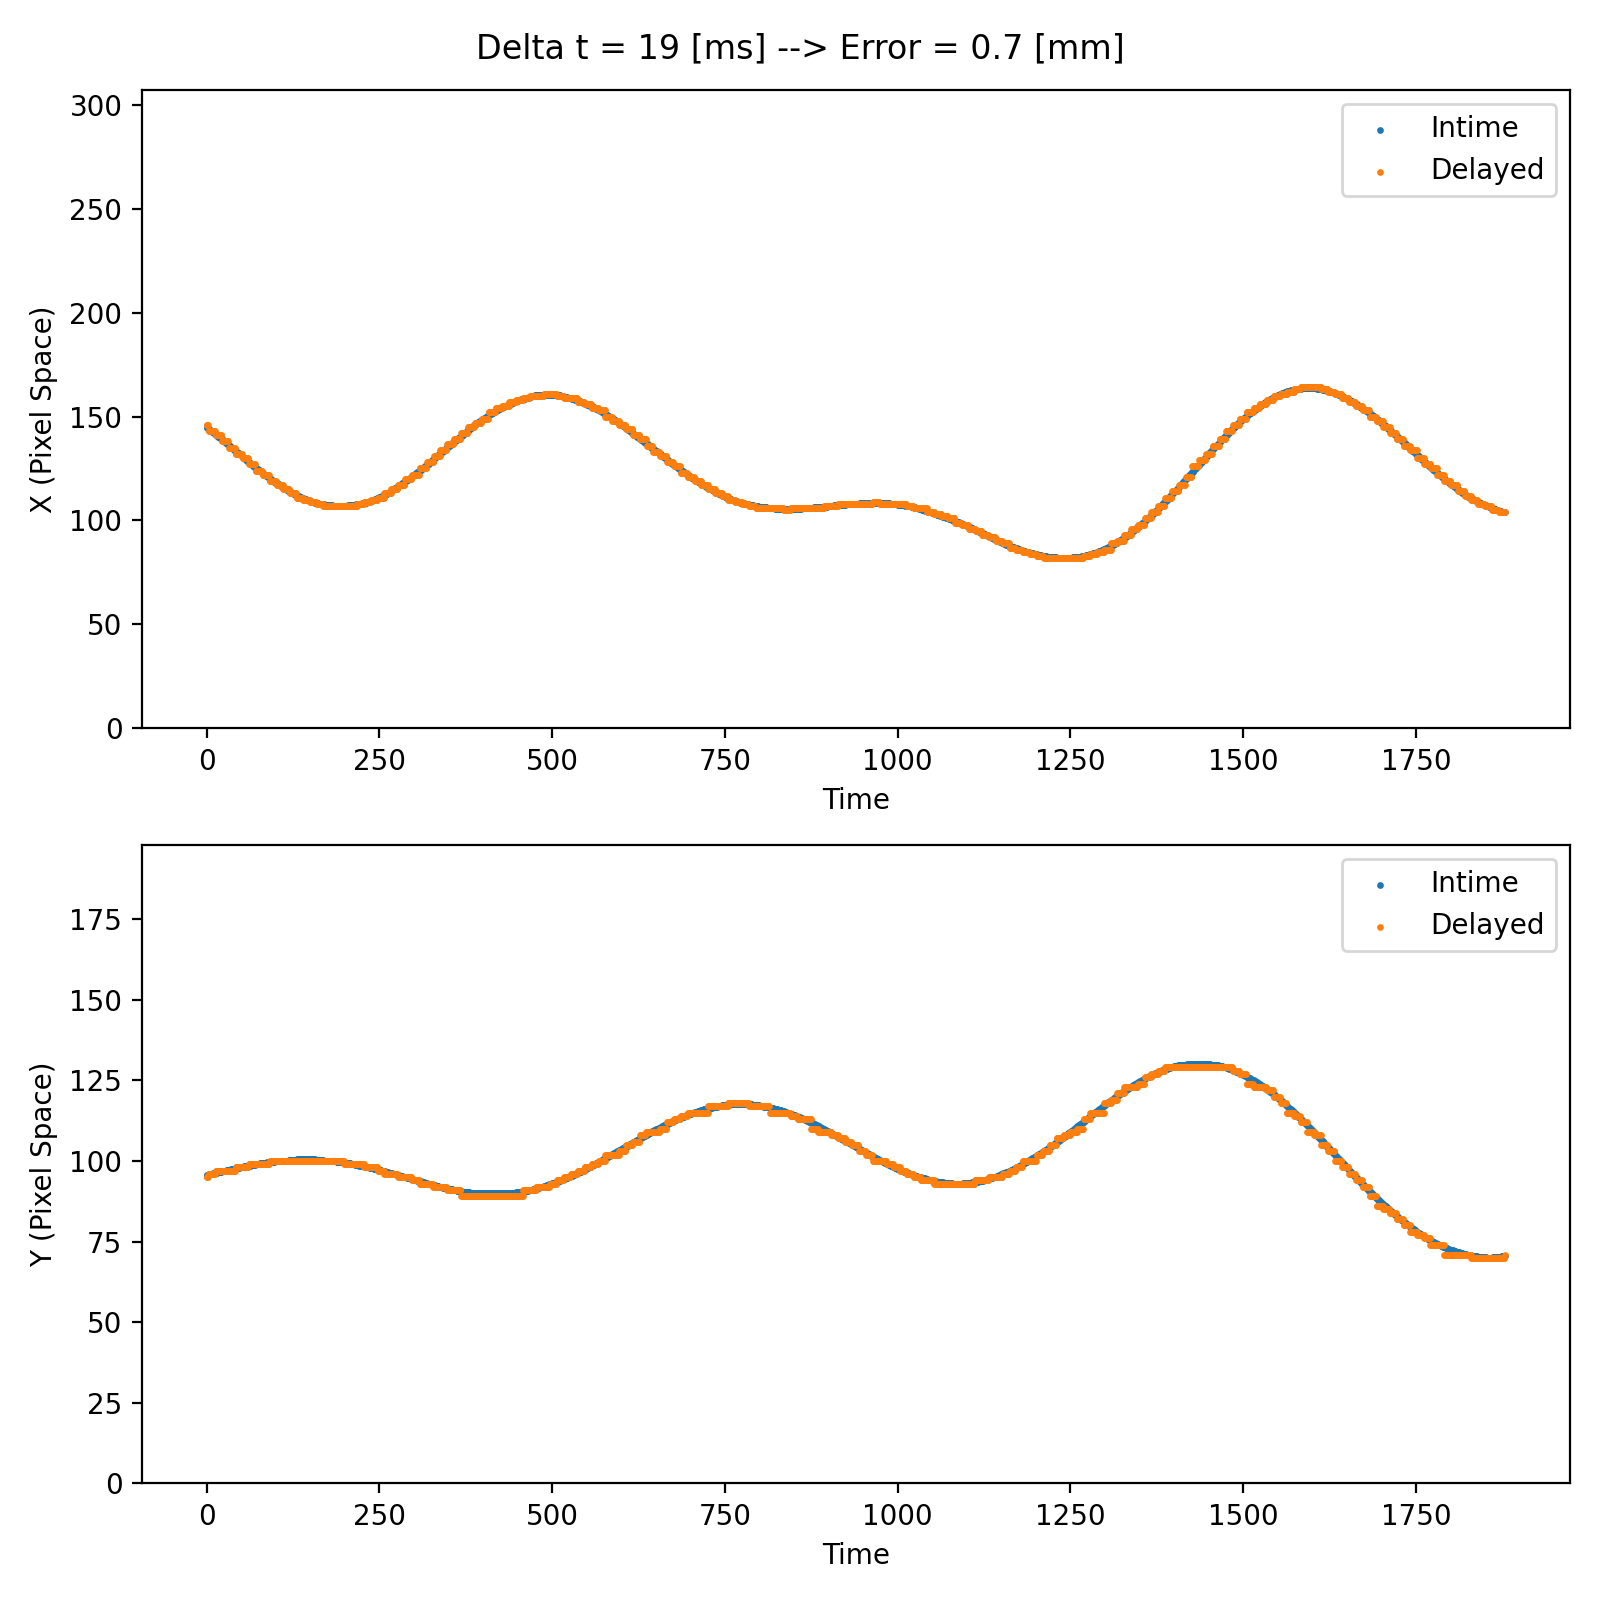 Delta t = 19 [ms] --> Error = 0.7 [mm]
300
250
200
150
100
50
0
X (Pixel Space)
Intime
Delayed
0 250 500 750 1000 1250 1500 1750
Time
175
150
125
100
75
50
25
0
Y (Pixel Space)
Intime
Delayed
0 250 500 750 1000 1250 1500 1750
Time